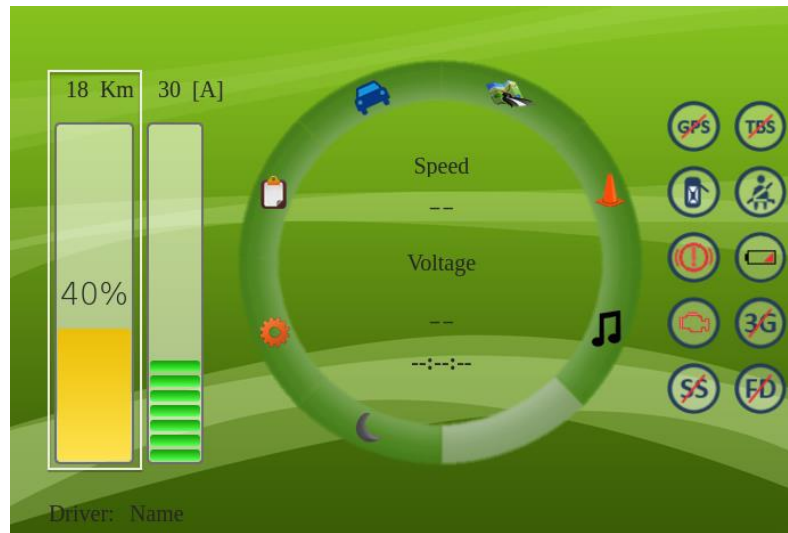 18 Km
30 [A]
40%
Speed
--
Voltage
--
--:--:--
GPS
TBS
3G
SS
FD
Driver: Name